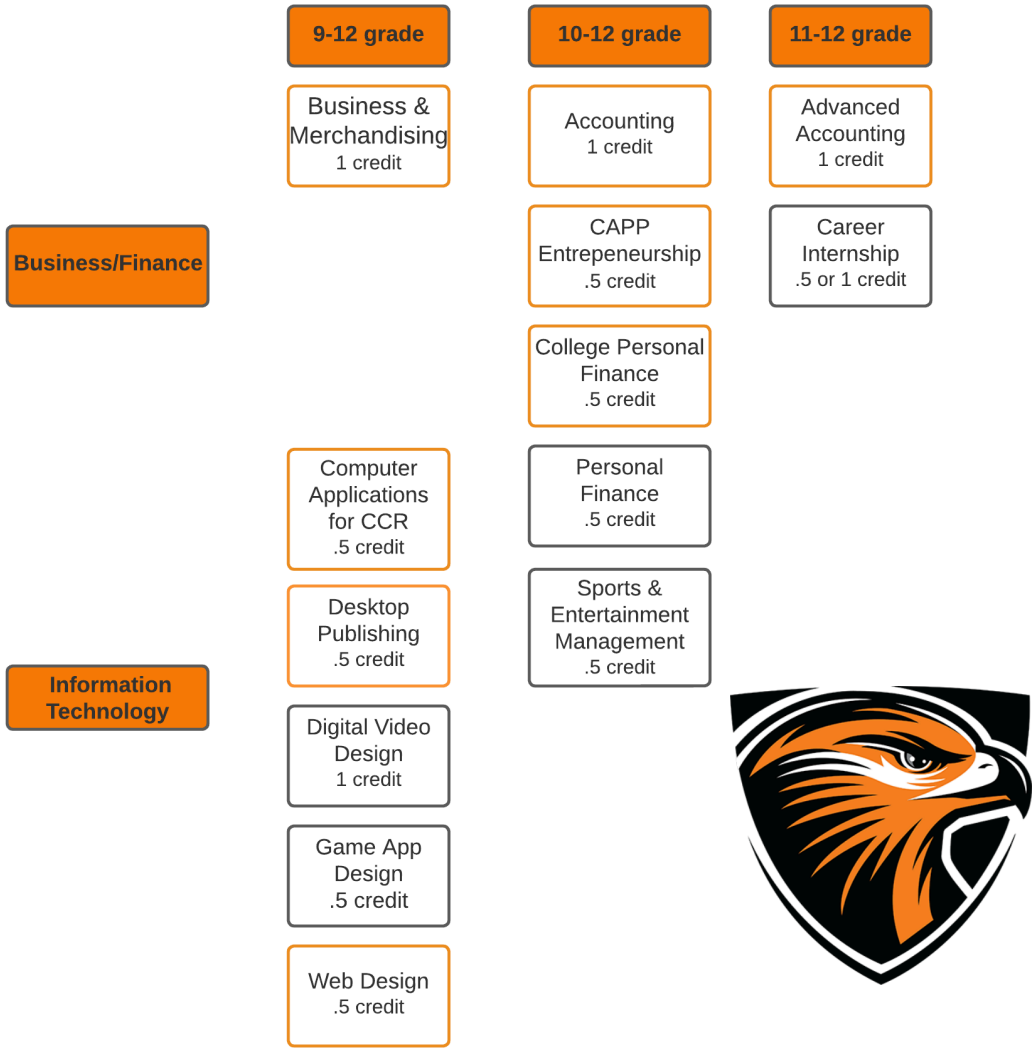 9-12 grade
10-12 grade
11-12 grade
Business/Finance
Business &
Merchandising
1 credit
Accounting
1 credit
CAPP
Entrepeneurship
.5 credit
College Personal
Finance
.5 credit
Personal
Finance
.5 credit
Sports &
Entertainment
Management
.5 credit
Advanced
Accounting
1 credit
Career
Internship
.5 or 1 credit
Information
Technology
Computer
Applications
for CCR
.5 credit
Desktop
Publishing
.5 credit
Digital Video
Design
1 credit
Game App
Design
.5 credit
Web Design
.5 credit